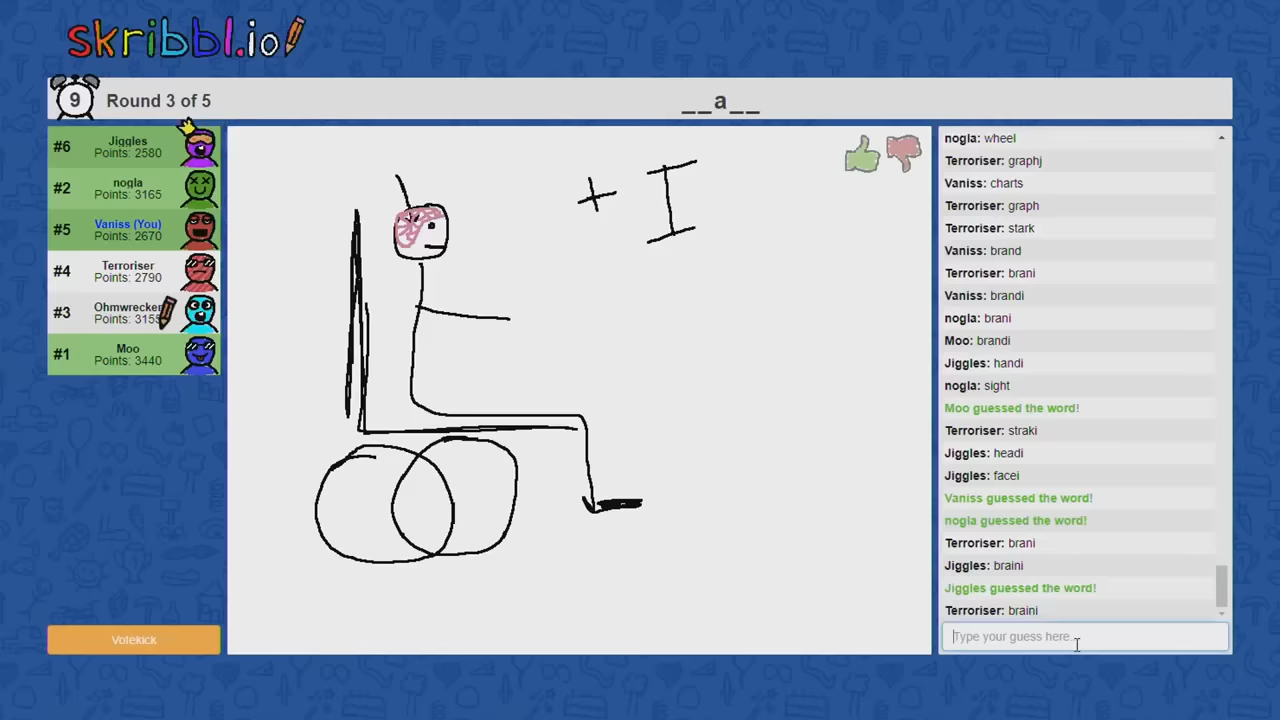 skribbl.io
9
Round 3 of 5
__a__
#6
Jiggles
Points: 2580
#2
nogla
Points: 3165
#5
Vaniss (You)
Points: 2670
#4
Terroriser
Points: 2790
#3
Ohmwrecker
Points: 3155
#1
Moo
Points: 3440
Votekick
+ I
nogla: wheel
Terroriser: graphj
Vaniss: charts
Terroriser: graph
Terroriser: stark
Vaniss: brand
Terroriser: brani
Vaniss: brandi
nogla: brani
Moo: brandi
Jiggles: handi
nogla: sight
Moo guessed the word!
Terroriser: straki
Jiggles: headi
Jiggles: facei
Vaniss guessed the word!
nogla guessed the word!
Terroriser: brani
Jiggles: braini
Jiggles guessed the word!
Terroriser: braini
Type your guess here...